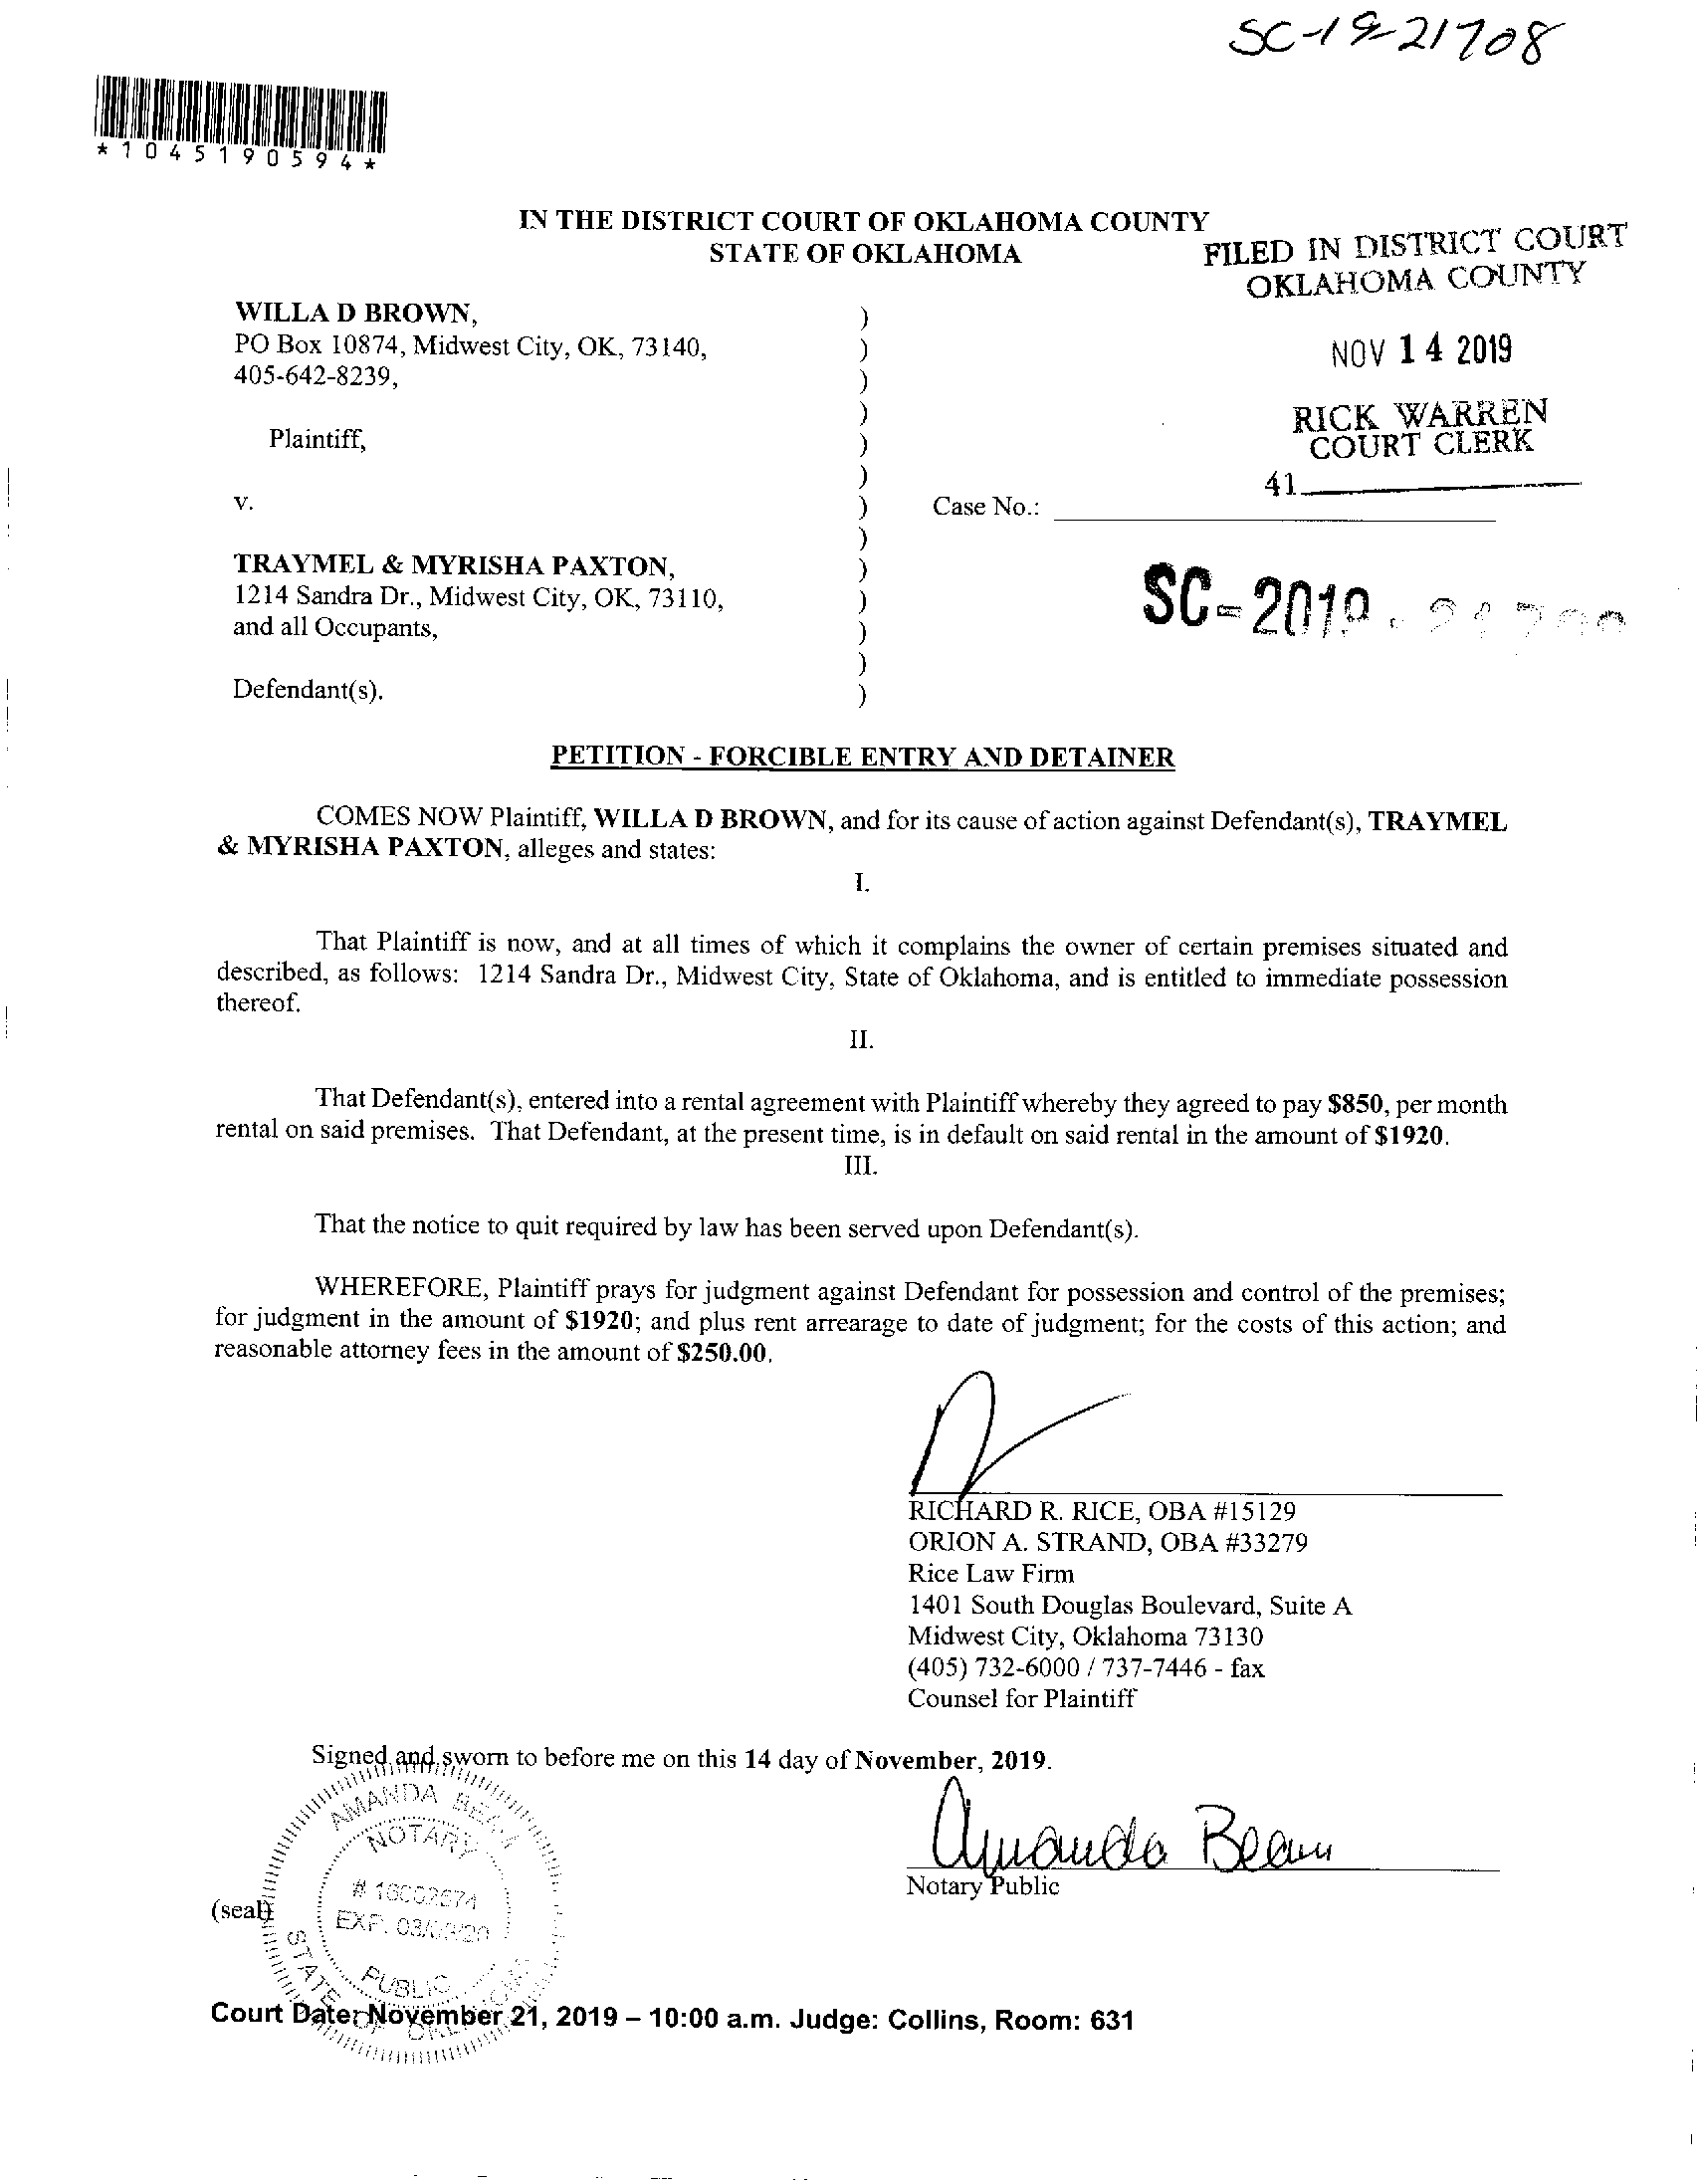 SC-19-21708
*1045190594*
IN THE DISTRICT COURT OF OKLAHOMA COUNTY
STATE OF OKLAHOMA
FILED IN DISTRICT COURT
OKLAHOMA COUNTY
NOV 14 2019
RICK WARREN
COURT CLERK
41
WILLA D BROWN, )
PO Box 10874, Midwest City, OK, 73140, )
405-642-8239, )
)
Plaintiff, )
)
v. ) Case No.:
)
TRAYMEL & MYRISHA PAXTON, )
1214 Sandra Dr., Midwest City, OK, 73110, )
and all Occupants, )
)
Defendant(s). )
SC-2019-
PETITION - FORCIBLE ENTRY AND DETAINER
COMES NOW Plaintiff, WILLA D BROWN, and for its cause of action against Defendant(s), TRAYMEL
& MYRISHA PAXTON, alleges and states:
I.
That Plaintiff is now, and at all times of which it complains the owner of certain premises situated and
described, as follows: 1214 Sandra Dr., Midwest City, State of Oklahoma, and is entitled to immediate possession
thereof.
II.
That Defendant(s), entered into a rental agreement with Plaintiff whereby they agreed to pay $850, per month
rental on said premises. That Defendant, at the present time, is in default on said rental in the amount of $1920.
III.
That the notice to quit required by law has been served upon Defendant(s).
WHEREFORE, Plaintiff prays for judgment against Defendant for possession and control of the premises;
for judgment in the amount of $1920; and plus rent arrearage to date of judgment; for the costs of this action; and
reasonable attorney fees in the amount of $250.00.
RICHARD R. RICE, OBA #15129
ORION A. STRAND, OBA #33279
Rice Law Firm
1401 South Douglas Boulevard, Suite A
Midwest City, Oklahoma 73130
(405) 732-6000 / 737-7446 - fax
Counsel for Plaintiff
Signed and sworn to before me on this 14 day of November, 2019.
Amanda Beam
Notary Public
(seal)
AMANDA
NOTARY
EXP.
PUBLIC
STATE OF
Court Date: November 21, 2019 – 10:00 a.m. Judge: Collins, Room: 631